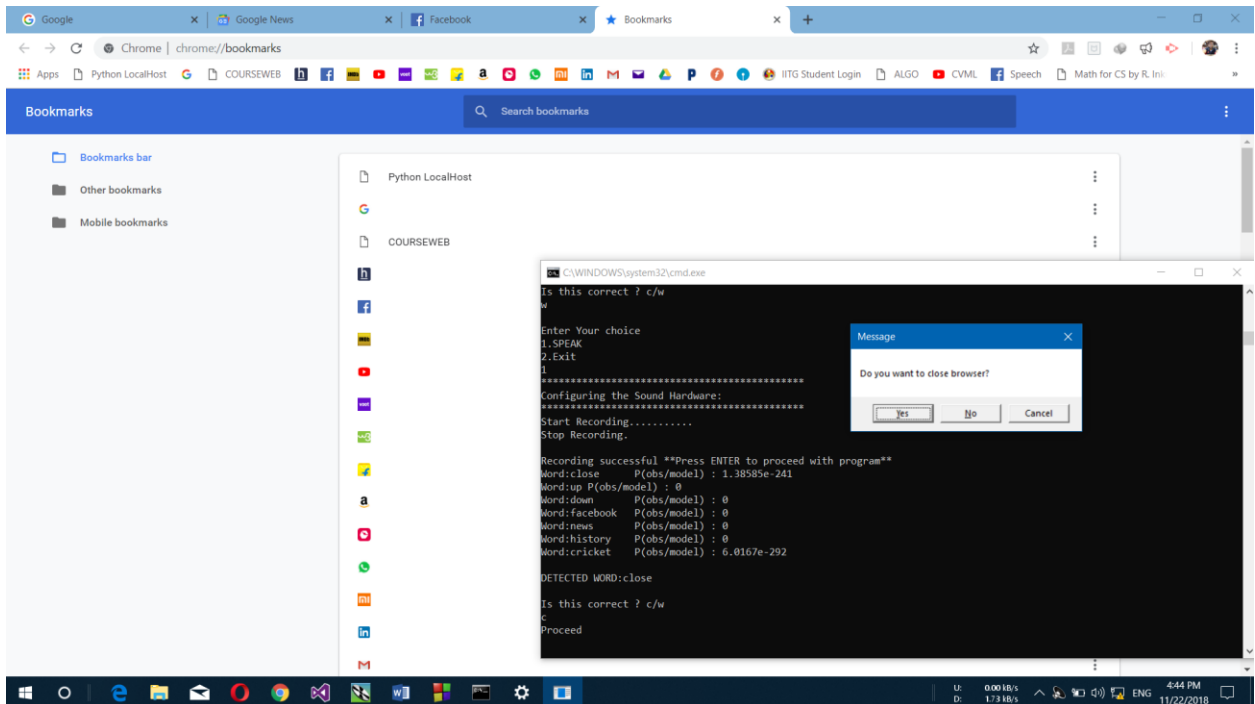 Google
Google News
Facebook
Bookmarks
Chrome | chrome://bookmarks
Apps Python LocalHost COURSEWEB IITG Student Login ALGO CVML Speech Math for CS by R. Ink
Bookmarks
Search bookmarks
Bookmarks bar
Other bookmarks
Mobile bookmarks
Python LocalHost
COURSEWEB
C:\WINDOWS\system32\cmd.exe
Is this correct ? c/w
w
Enter Your choice
1.SPEAK
2.Exit
1
*********************************************
Configuring the Sound Hardware:
*********************************************
Start Recording...........
Stop Recording.
Recording successful **Press ENTER to proceed with program**
Word:close P(obs/model) : 1.38585e-241
Word:up P(obs/model) : 0
Word:down P(obs/model) : 0
Word:facebook P(obs/model) : 0
Word:news P(obs/model) : 0
Word:history P(obs/model) : 0
Word:cricket P(obs/model) : 6.0167e-292
DETECTED WORD:close
Is this correct ? c/w
c
Proceed
Message
Do you want to close browser?
Yes No Cancel
U: 0.00 kB/s
D: 1.73 kB/s
ENG
4:44 PM
11/22/2018